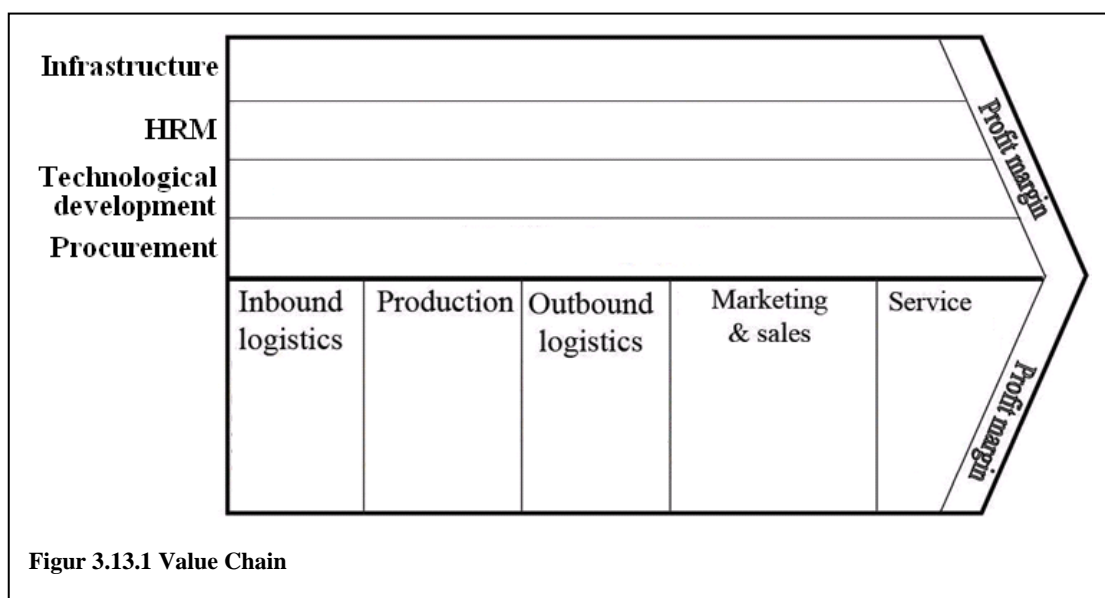 Infrastructure
HRM
Technological
development
Procurement
Profit margin
Inbound
logistics
Production
Outbound
logistics
Marketing
& sales
Service
Profit margin
Figur 3.13.1 Value Chain